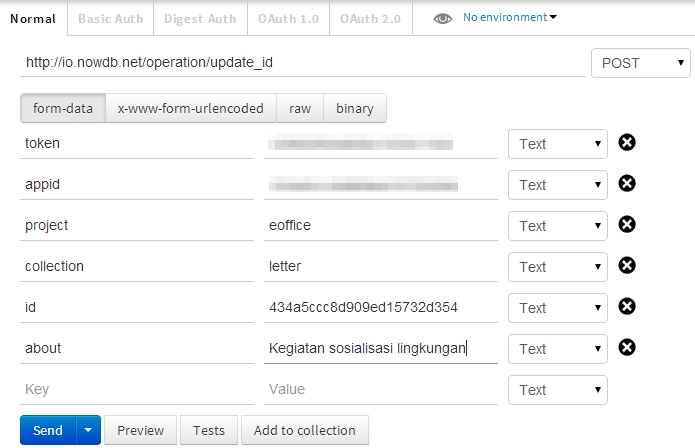 Normal Basic Auth Digest Auth OAuth 1.0 OAuth 2.0 No environment
http://io.nowdb.net/operation/update_id POST
form-data x-www-form-urlencoded raw binary
token Text
appid Text
project eoffice Text
collection letter Text
id 434a5ccc8d909ed15732d354 Text
about Kegiatan sosialisasi lingkungan Text
Key Value Text
Send Preview Tests Add to collection